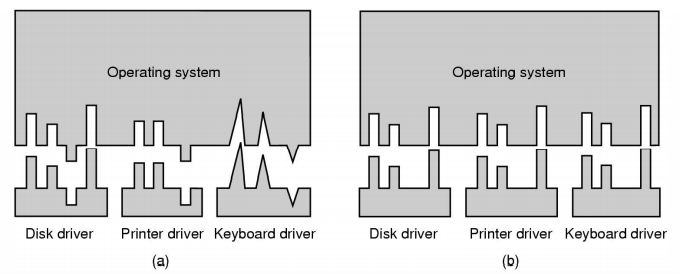 Operating system
Disk driver Printer driver Keyboard driver
(a)
Operating system
Disk driver Printer driver Keyboard driver
(b)